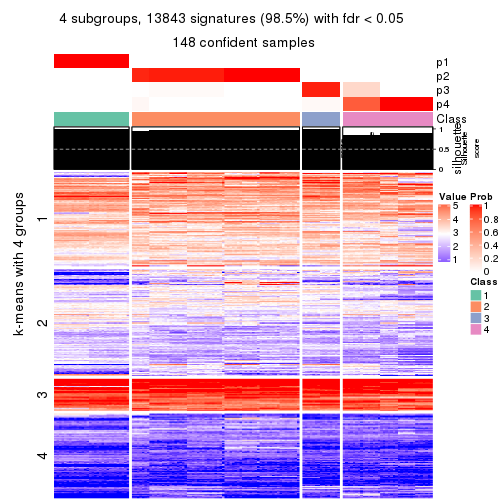 4 subgroups, 13843 signatures (98.5%) with fdr < 0.05
148 confident samples
p1
p2
p3
p4
Class
silhouette
Silhouette
score
1
0.5
0
k-means with 4 groups
1
2
3
4
Value
5
4
3
2
1
Prob
1
0.8
0.6
0.4
0.2
0
Class
1
2
3
4